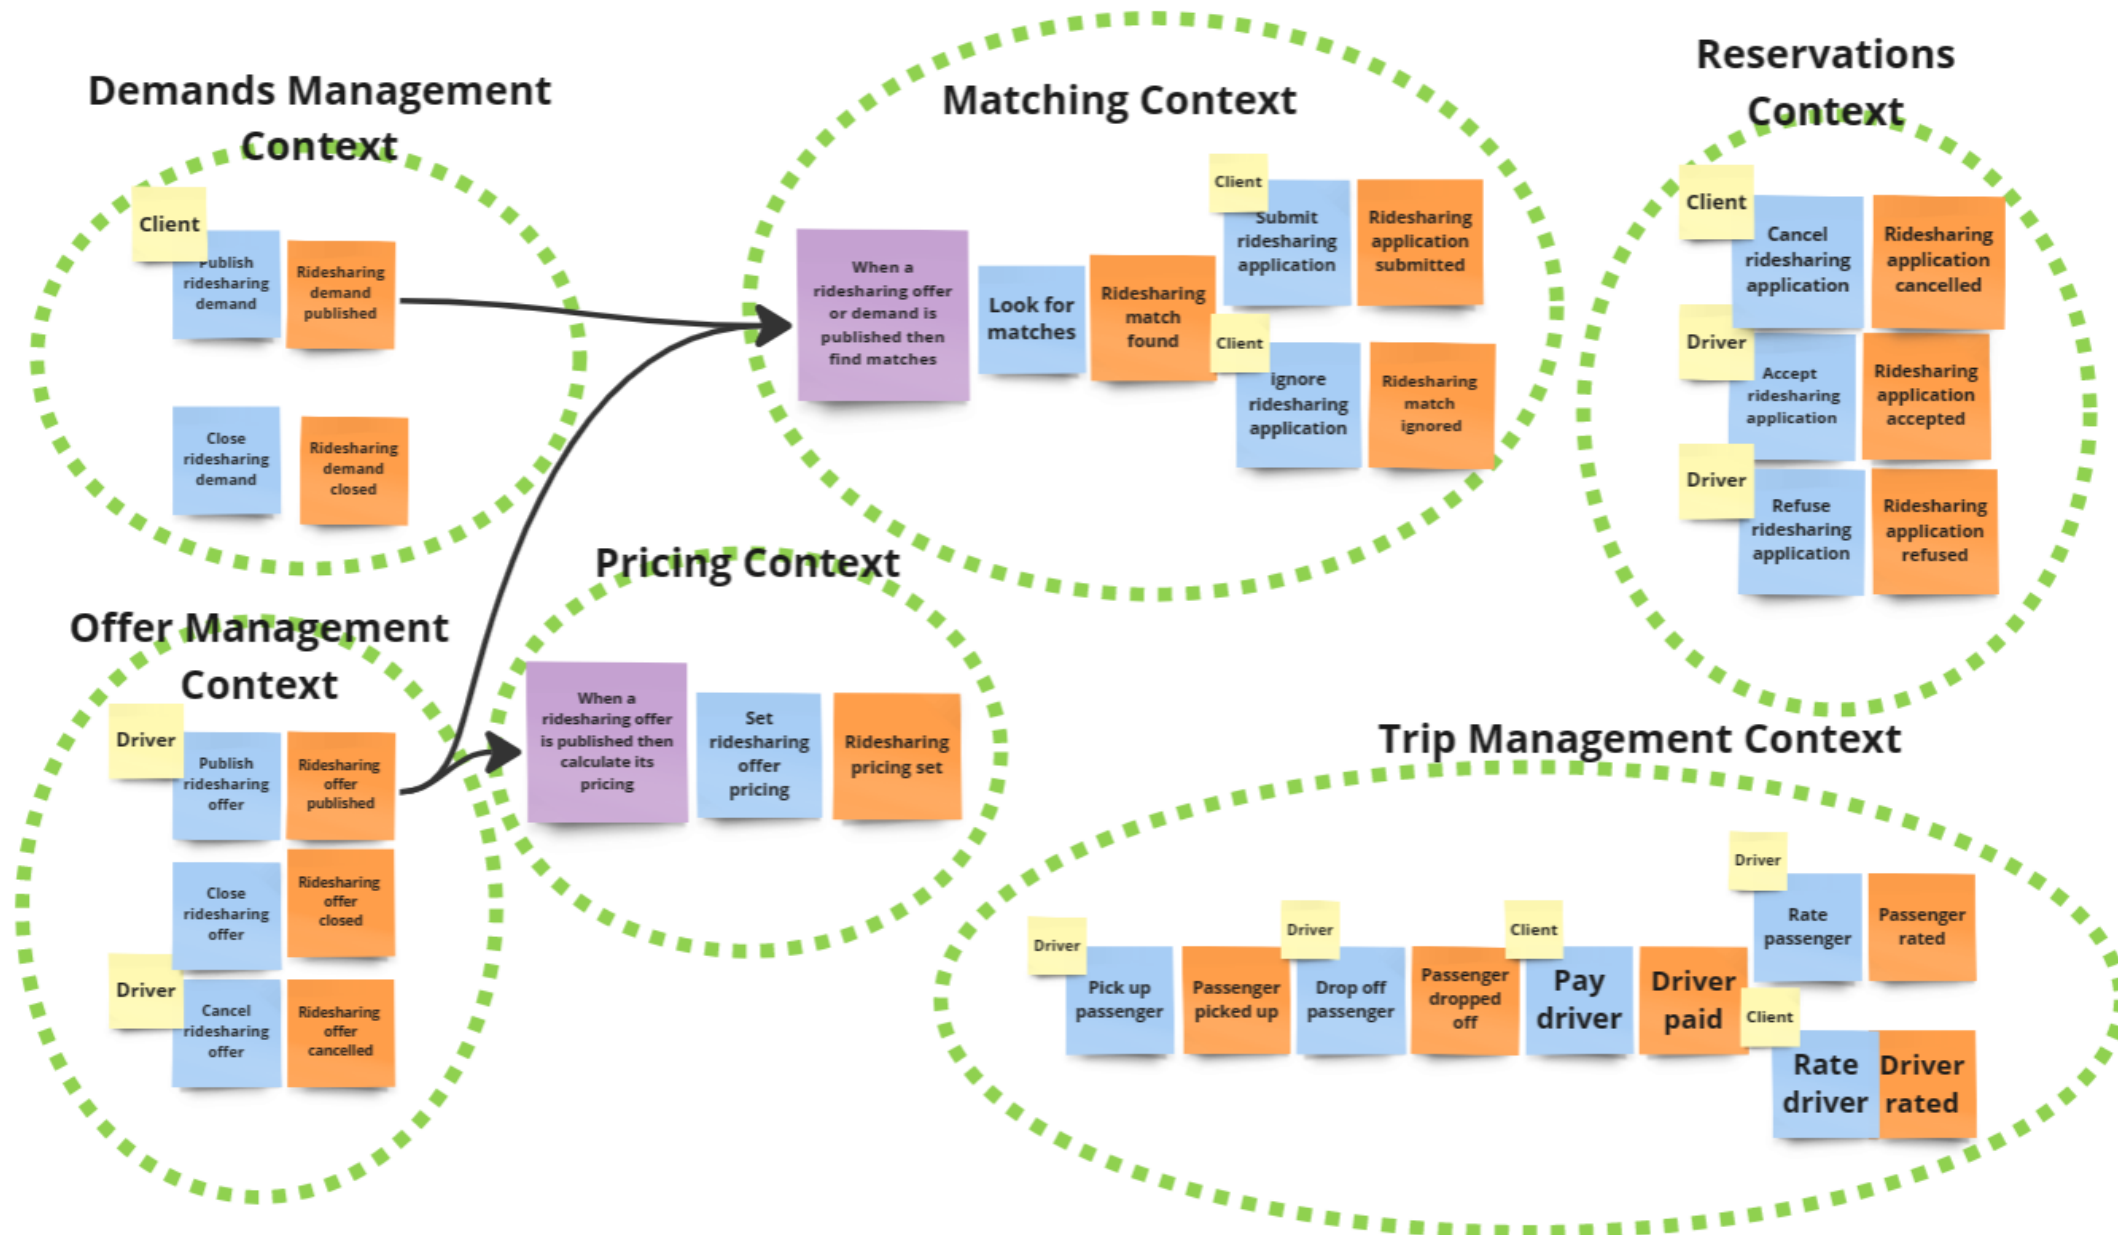 Demands Management
Context
Client
Publish
ridesharing
demand
Ridesharing
demand
published
Close
ridesharing
demand
Ridesharing
demand
closed
Matching Context
When a
ridesharing offer
or demand is
published then
find matches
Look for
matches
Ridesharing
match
found
Client
Submit
ridesharing
application
Ridesharing
application
submitted
Client
ignore
ridesharing
application
Ridesharing
match
ignored
Reservations
Context
Client
Cancel
ridesharing
application
Ridesharing
application
cancelled
Driver
Accept
ridesharing
application
Ridesharing
application
accepted
Driver
Refuse
ridesharing
application
Ridesharing
application
refused
Offer Management
Context
Driver
Publish
ridesharing
offer
Ridesharing
offer
published
Close
ridesharing
offer
Ridesharing
offer
closed
Driver
Cancel
ridesharing
offer
Ridesharing
offer
cancelled
Pricing Context
When a
ridesharing offer
is published then
calculate its
pricing
Set
ridesharing
offer
pricing
Ridesharing
pricing set
Trip Management Context
Driver
Pick up
passenger
Passenger
picked up
Driver
Drop off
passenger
Passenger
dropped
off
Client
Pay
driver
Driver
paid
Driver
Rate
passenger
Passenger
rated
Client
Rate
driver
Driver
rated